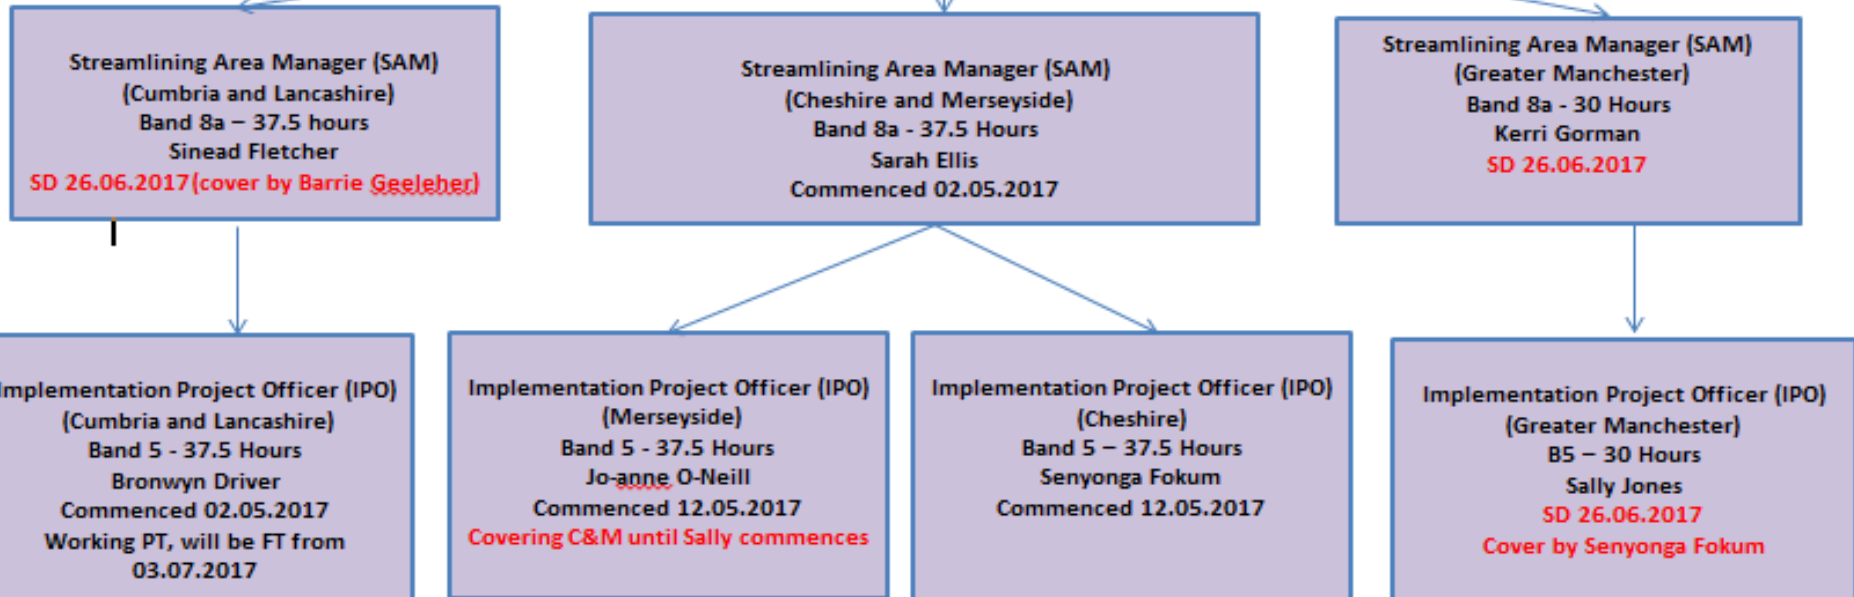 Streamlining Area Manager (SAM)
(Cumbria and Lancashire)
Band 8a – 37.5 hours
Sinead Fletcher
SD 26.06.2017(cover by Barrie Geeleher)
Streamlining Area Manager (SAM)
(Cheshire and Merseyside)
Band 8a - 37.5 Hours
Sarah Ellis
Commenced 02.05.2017
Streamlining Area Manager (SAM)
(Greater Manchester)
Band 8a - 30 Hours
Kerri Gorman
SD 26.06.2017
Implementation Project Officer (IPO)
(Cumbria and Lancashire)
Band 5 - 37.5 Hours
Bronwyn Driver
Commenced 02.05.2017
Working PT, will be FT from
03.07.2017
Implementation Project Officer (IPO)
(Merseyside)
Band 5 - 37.5 Hours
Jo-anne O-Neill
Commenced 12.05.2017
Covering C&M until Sally commences
Implementation Project Officer (IPO)
(Cheshire)
Band 5 – 37.5 Hours
Senyonga Fokum
Commenced 12.05.2017
Implementation Project Officer (IPO)
(Greater Manchester)
B5 – 30 Hours
Sally Jones
SD 26.06.2017
Cover by Senyonga Fokum